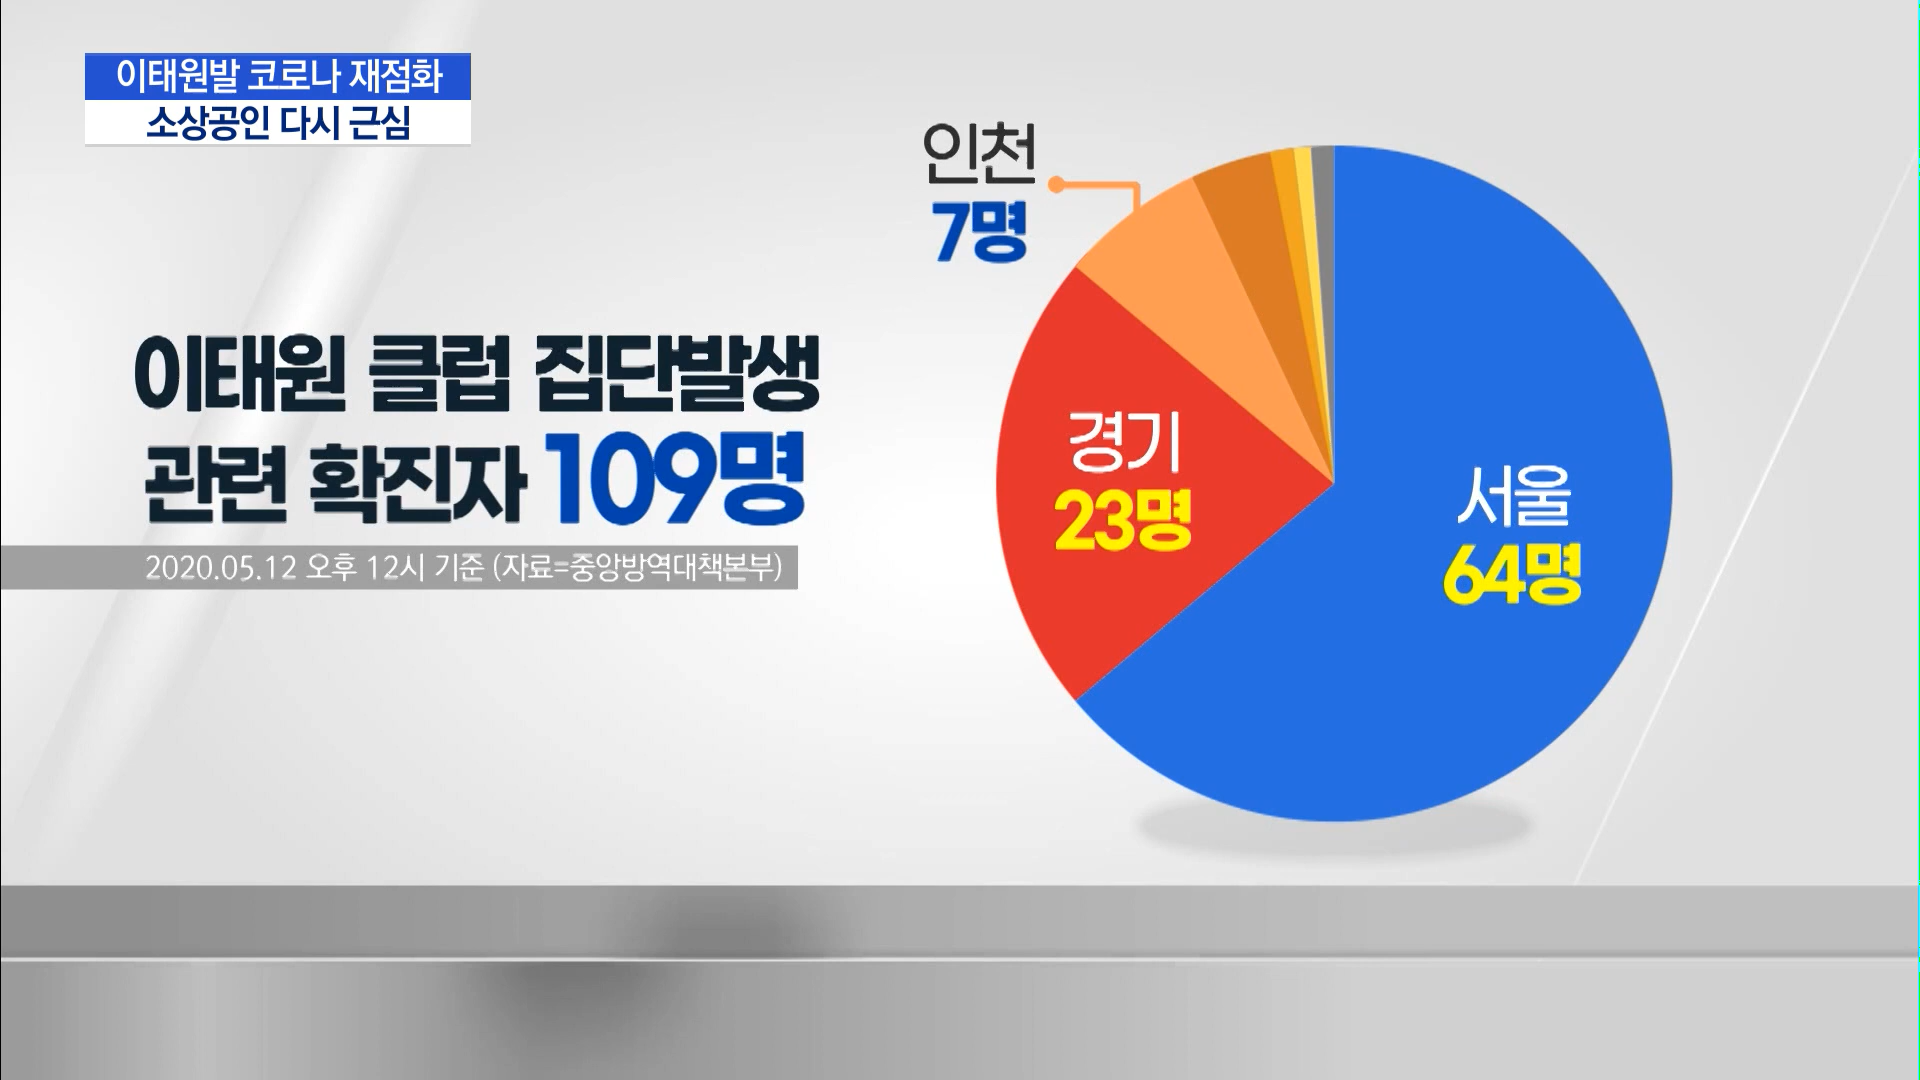 이태원발 코로나 재점화
소상공인 다시 근심
이태원 클럽 집단발생
관련 확진자 109명
2020.05.12 오후 12시 기준 (자료=중앙방역대책본부)
인천
7명
경기
23명
서울
64명